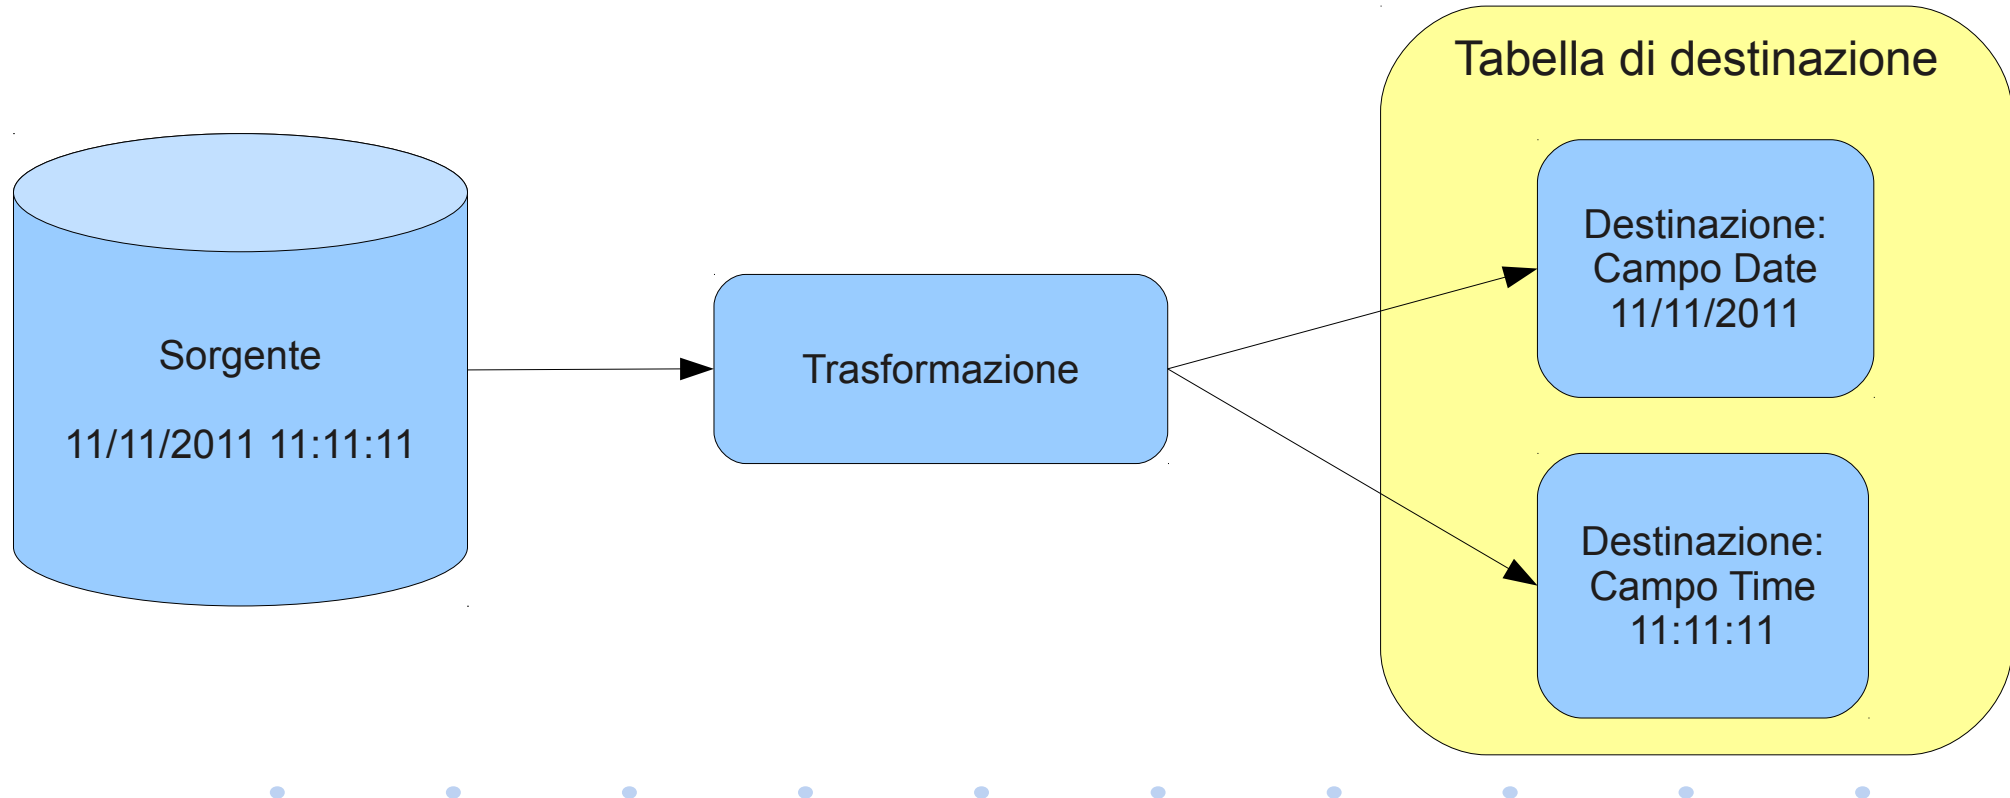 Tabella di destinazione
Sorgente
11/11/2011 11:11:11
Trasformazione
Destinazione:
Campo Date
11/11/2011
Destinazione:
Campo Time
11:11:11